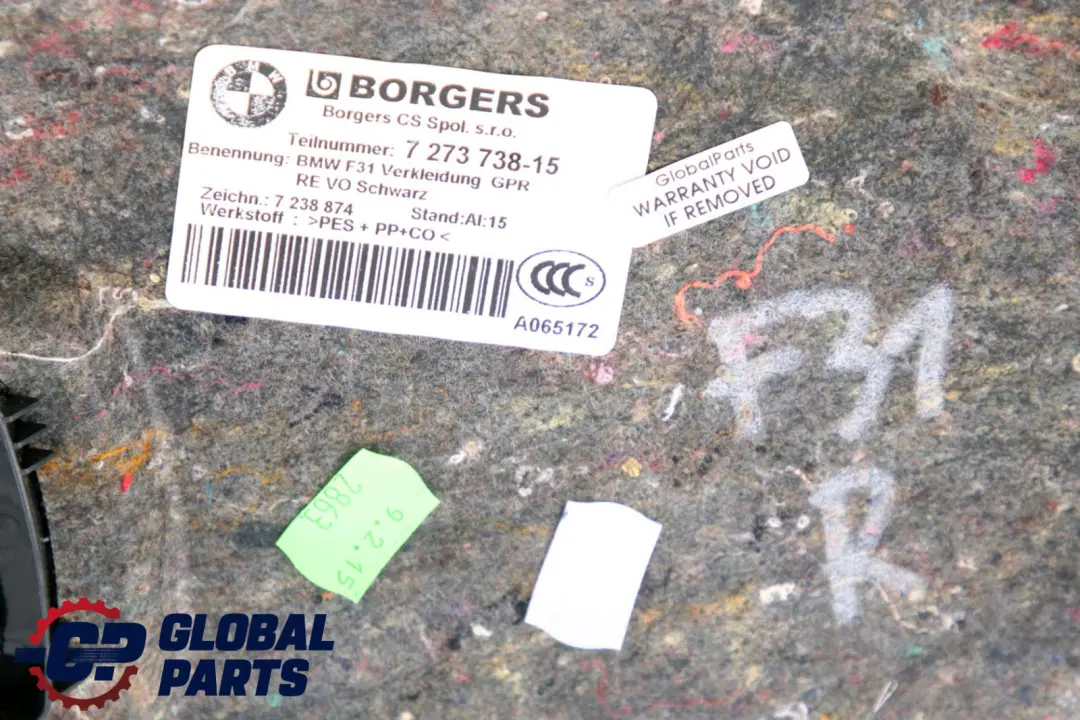 BMW
BORGERS
Borgers CS Spol. s.r.o.
Teilnummer: 7 273 738-15
Benennung: BMW F31 Verkleidung GPR
RE VO Schwarz
Zeichn.: 7 238 874 Stand:AI:15
Werkstoff : >PES + PP+CO<
CCC S
A065172
GlobalParts
WARRANTY VOID
IF REMOVED
F31
R
9.2.15
2863
GP GLOBAL
PARTS